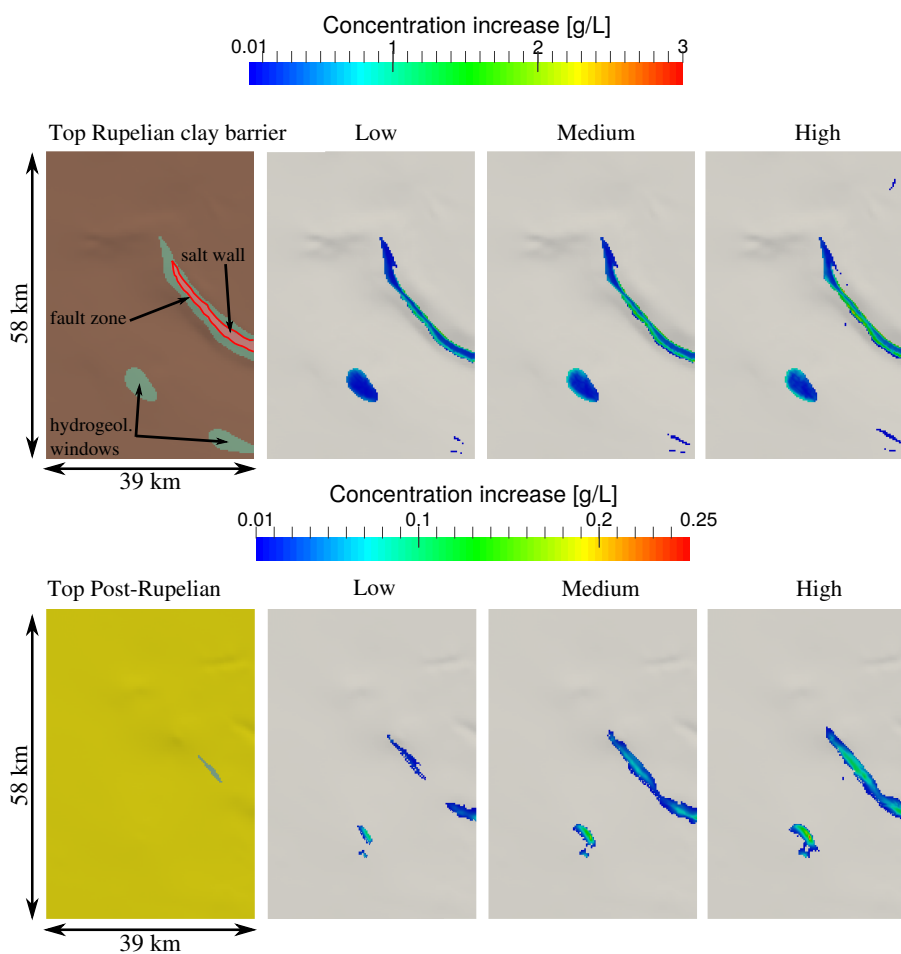 Concentration increase [g/L]
0.01 1 2 3
Top Rupelian clay barrier Low Medium High
58 km
salt wall
fault zone
hydrogeol.
windows
39 km
Concentration increase [g/L]
0.01 0.1 0.2 0.25
Top Post-Rupelian Low Medium High
58 km
39 km